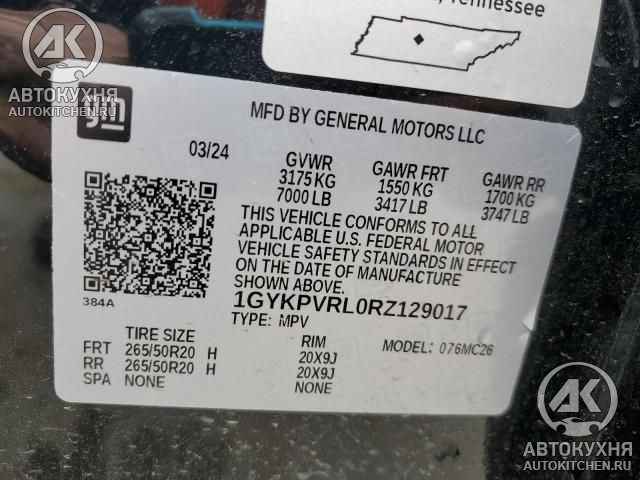 , Tennessee
АВТОКУХНЯ
AUTOKITCHEN.RU
gm
MFD BY GENERAL MOTORS LLC
03/24
GVWR
3175 KG
7000 LB
GAWR FRT
1550 KG
3417 LB
GAWR RR
1700 KG
3747 LB
THIS VEHICLE CONFORMS TO ALL
APPLICABLE U.S. FEDERAL MOTOR
VEHICLE SAFETY STANDARDS IN EFFECT
ON THE DATE OF MANUFACTURE
SHOWN ABOVE.
384A
1GYKPVRL0RZ129017
TYPE: MPV
MODEL: 076MC26
TIRE SIZE
RIM
FRT 265/50R20 H 20X9J
RR 265/50R20 H 20X9J
SPA NONE NONE
АК
АВТОКУХНЯ
AUTOKITCHEN.RU